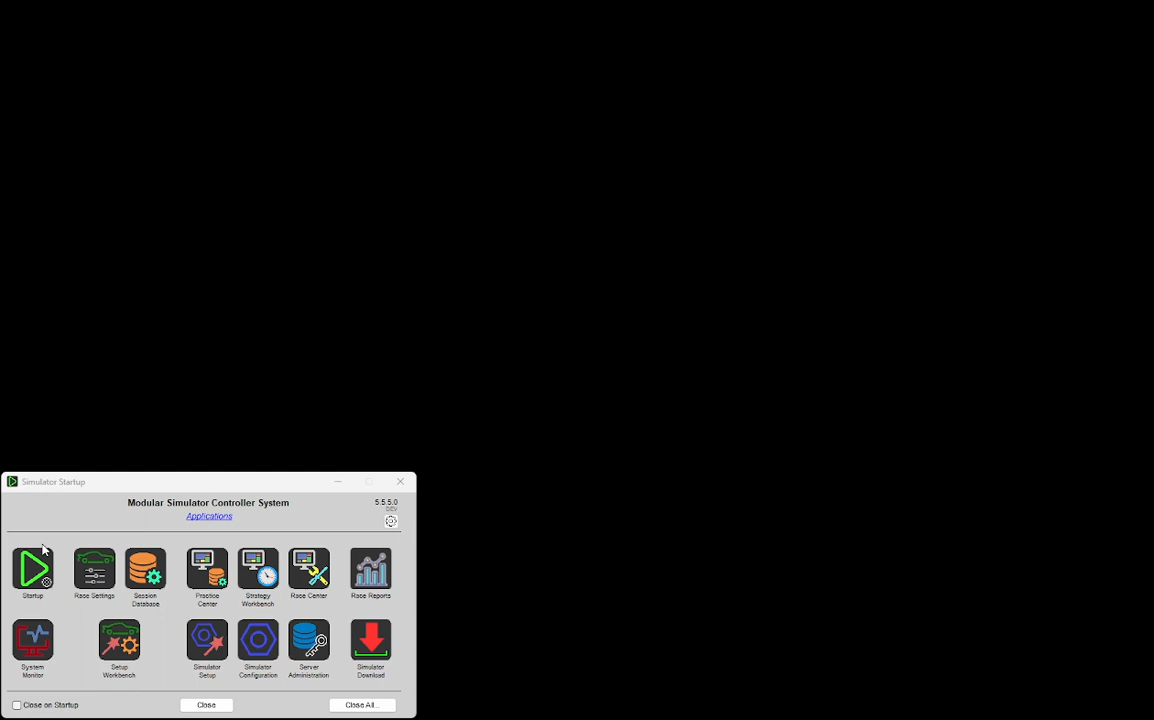 Simulator Startup
Modular Simulator Controller System
5.5.5.0
Applications
DEV
Startup
Race Settings
Session
Database
Practice
Center
Strategy
Workbench
Race Center
Race Reports
System
Monitor
Setup
Workbench
Simulator
Setup
Simulator
Configuration
Server
Administration
Simulator
Download
Close on Startup
Close
Close All...